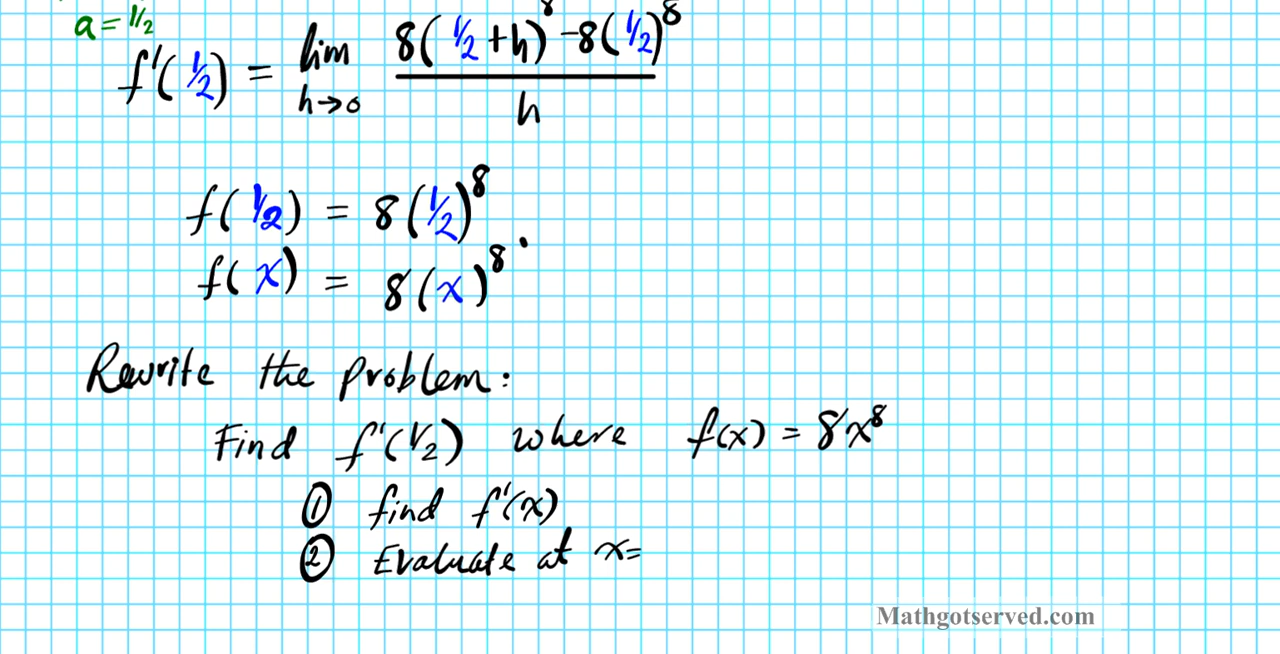 a = 1/2
f'(1/2) = lim h→0 8(1/2 + h)^8 - 8(1/2)^8 / h
f(1/2) = 8(1/2)^8
f(x) = 8(x)^8 .
Rewrite the problem:
Find f'(1/2) where f(x) = 8x^8
① find f'(x)
② Evaluate at x=
Mathgotserved.com